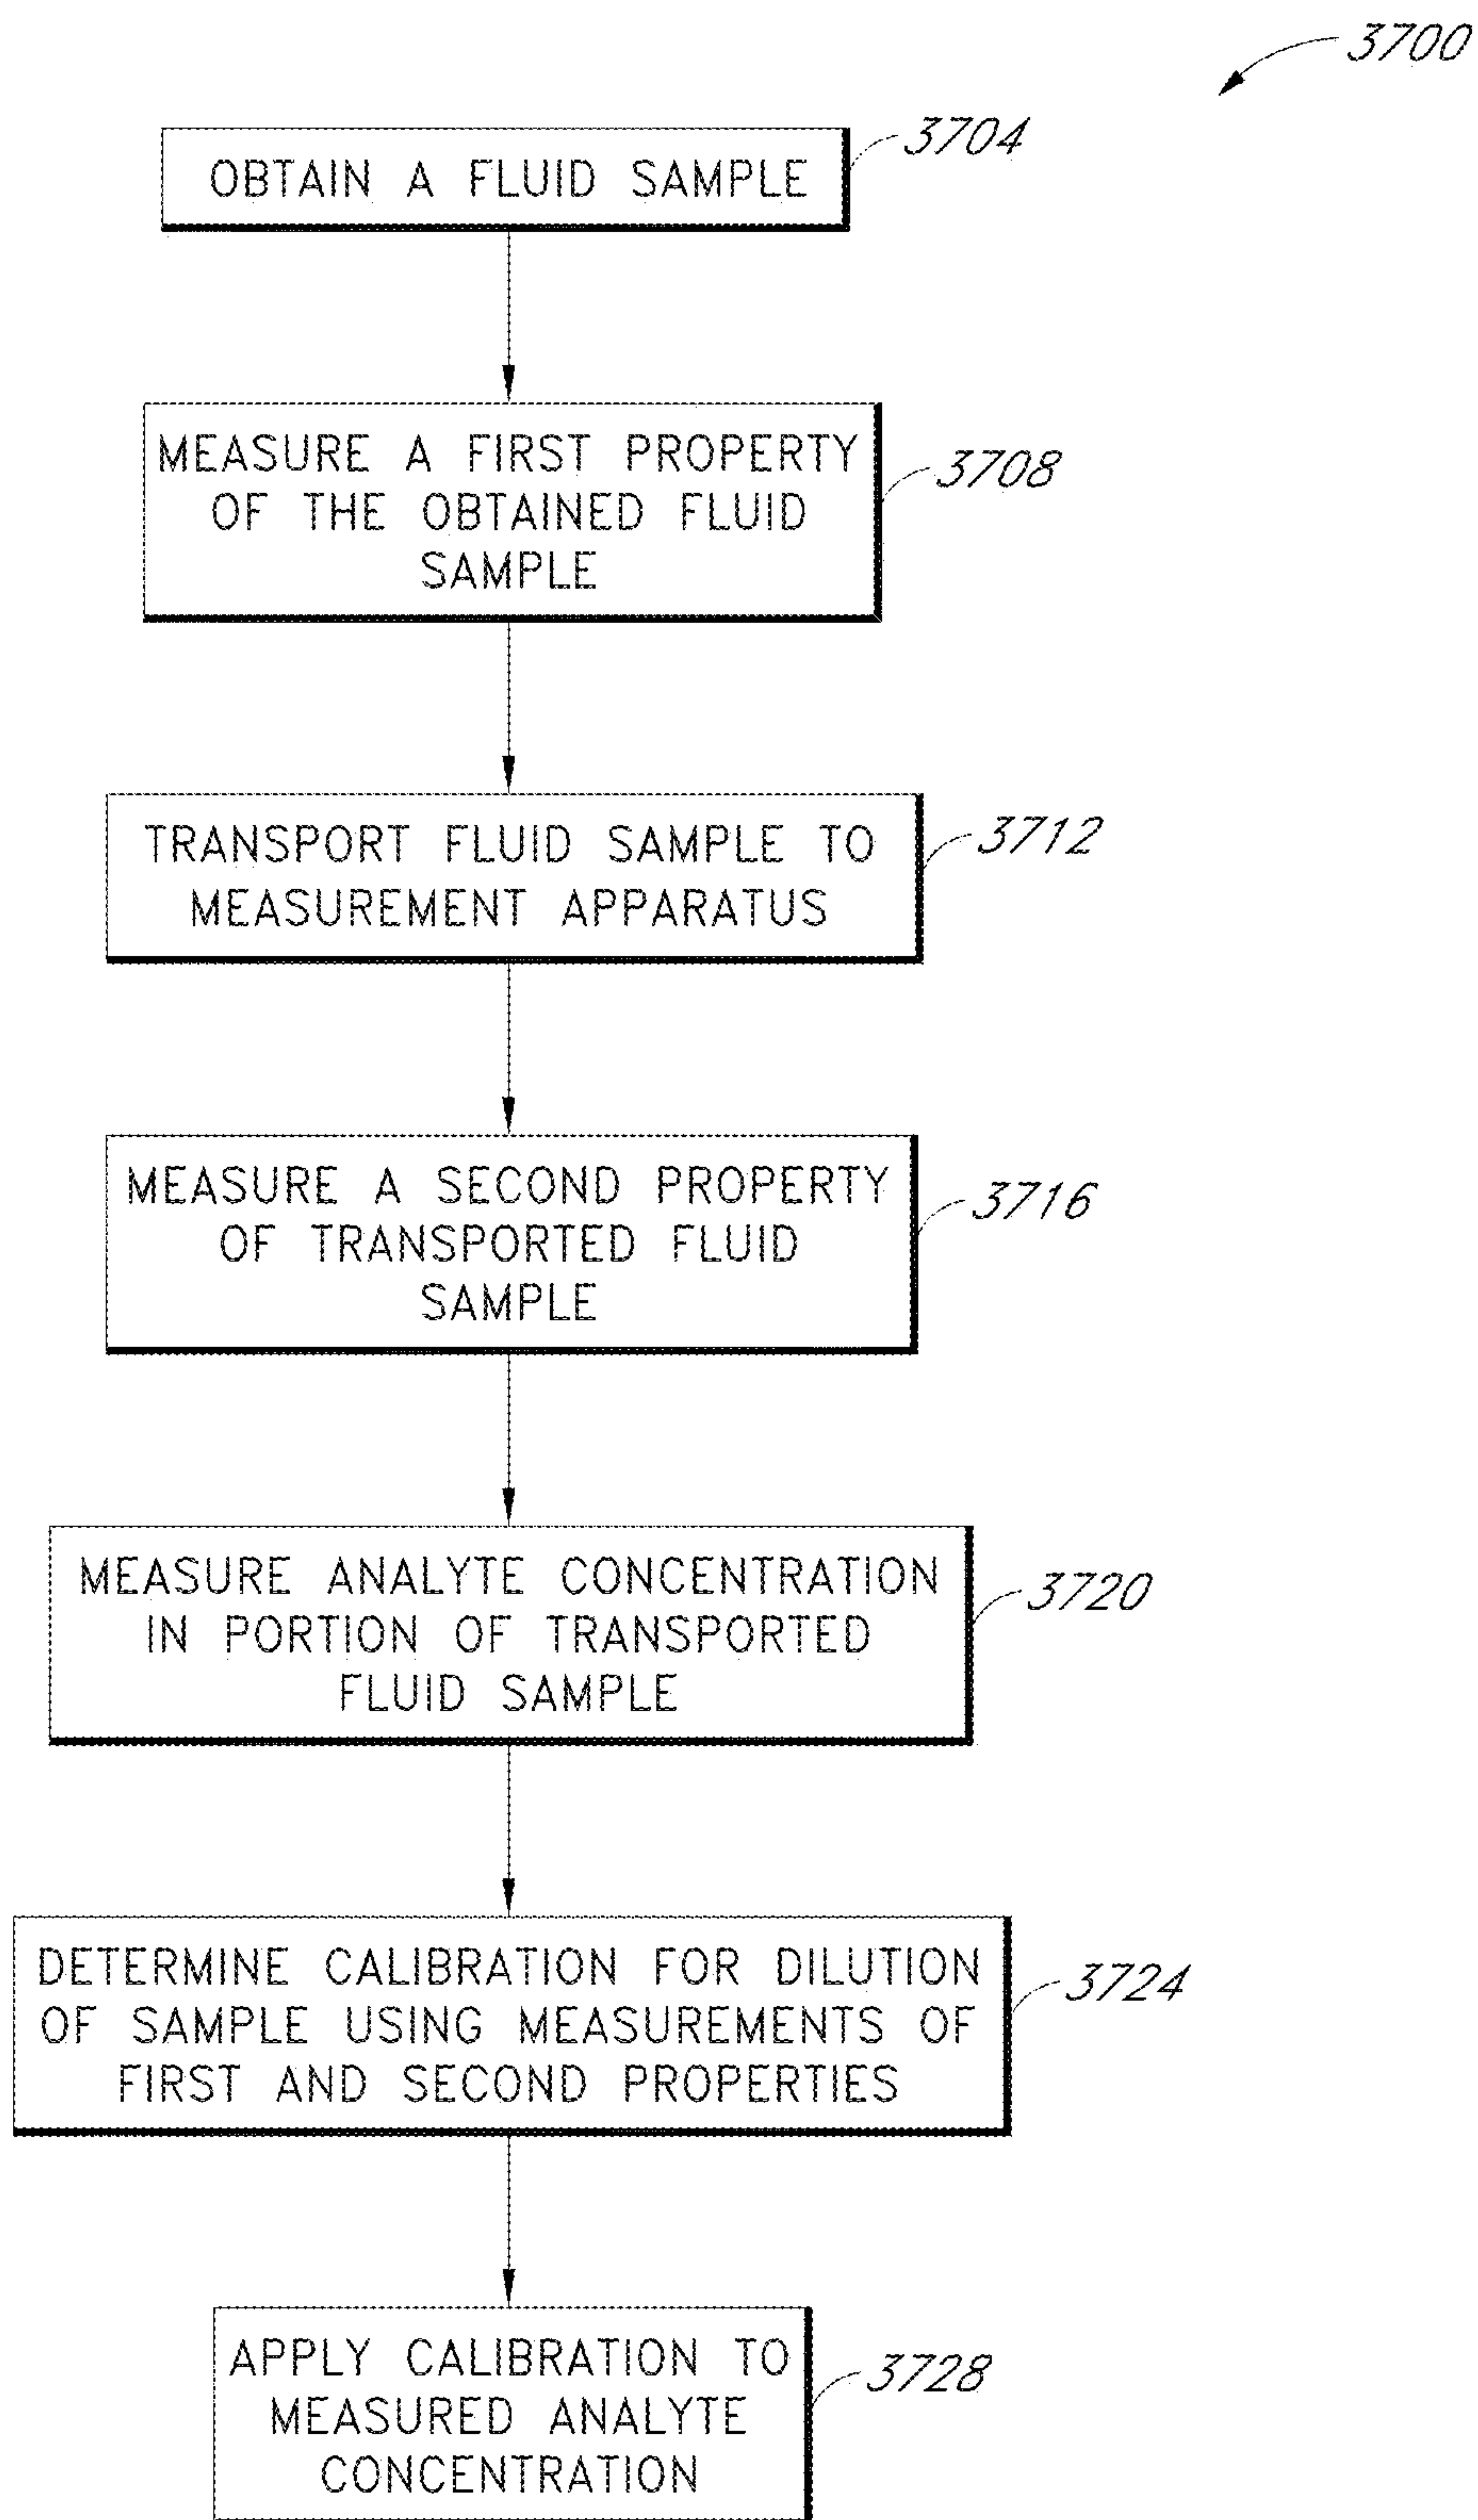 3700
OBTAIN A FLUID SAMPLE
3704
MEASURE A FIRST PROPERTY
OF THE OBTAINED FLUID
SAMPLE
3708
TRANSPORT FLUID SAMPLE TO
MEASUREMENT APPARATUS
3712
MEASURE A SECOND PROPERTY
OF TRANSPORTED FLUID
SAMPLE
3716
MEASURE ANALYTE CONCENTRATION
IN PORTION OF TRANSPORTED
FLUID SAMPLE
3720
DETERMINE CALIBRATION FOR DILUTION
OF SAMPLE USING MEASUREMENTS OF
FIRST AND SECOND PROPERTIES
3724
APPLY CALIBRATION TO
MEASURED ANALYTE
CONCENTRATION
3728